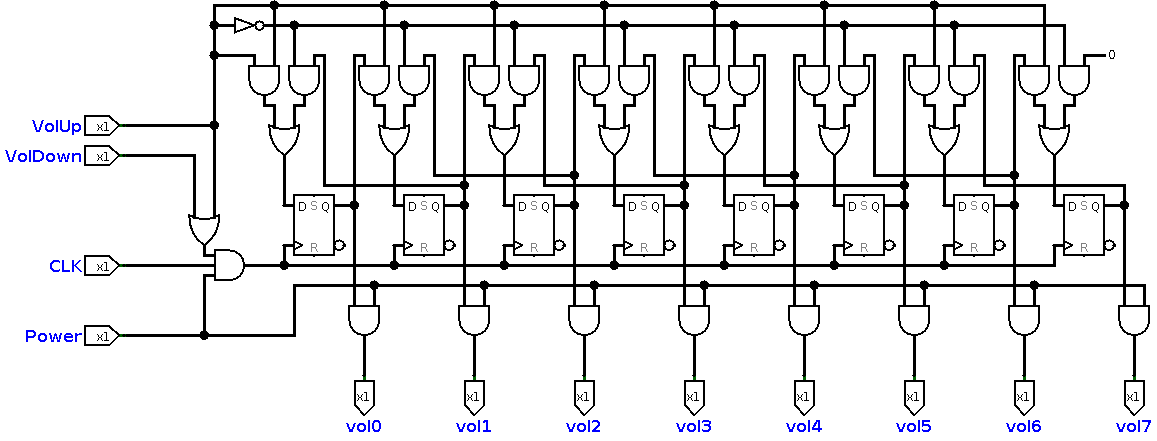 0
VolUp x1
VolDown x1
D S Q D S Q D S Q D S Q D S Q D S Q D S Q D S Q
R R R R R R R R
CLK x1
Power x1
x1 x1 x1 x1 x1 x1 x1 x1
vol0 vol1 vol2 vol3 vol4 vol5 vol6 vol7